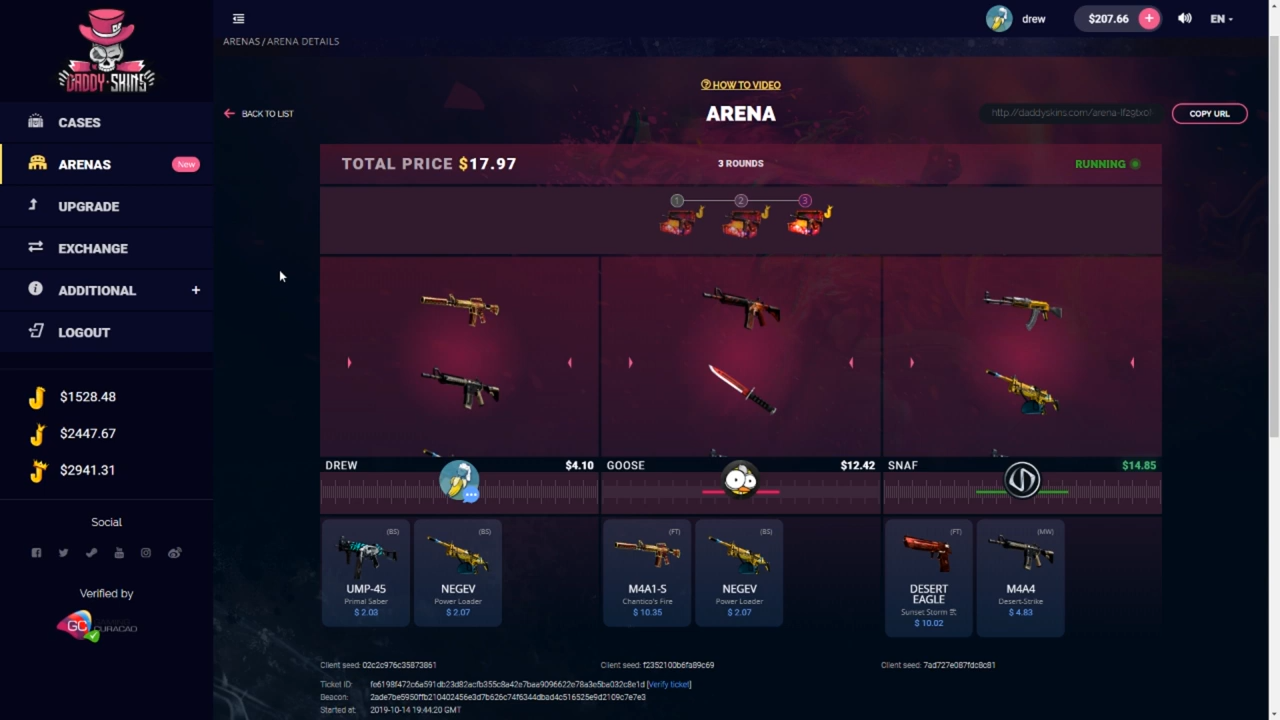 drew
$207.66
EN
ARENAS / ARENA DETAILS
DADDY SKINS
HOW TO VIDEO
BACK TO LIST
ARENA
COPY URL
CASES
ARENAS
New
UPGRADE
EXCHANGE
ADDITIONAL
LOGOUT
$1528.48
$2447.67
$2941.31
Social
Verified by
GC
CURACAO
TOTAL PRICE $17.97
3 ROUNDS
RUNNING
1 2 3
DREW $4.10
GOOSE $12.42
SNAF $14.85
(BS)
UMP-45
Primal Saber
$ 2.03
(BS)
NEGEV
Power Loader
$ 2.07
(FT)
M4A1-S
Chantico's Fire
$ 10.35
(BS)
NEGEV
Power Loader
$ 2.07
(FT)
DESERT
EAGLE
Sunset Storm 弐
$ 10.02
(MW)
M4A4
Desert-Strike
$ 4.83
Client seed: 02c2c976c35873861
Client seed: f2352100b6fa89c69
Client seed: 7ad727e087fdc8c81
Ticket ID:
[Verify ticket]
Beacon:
Started at: 2019-10-14 19:44:20 GMT